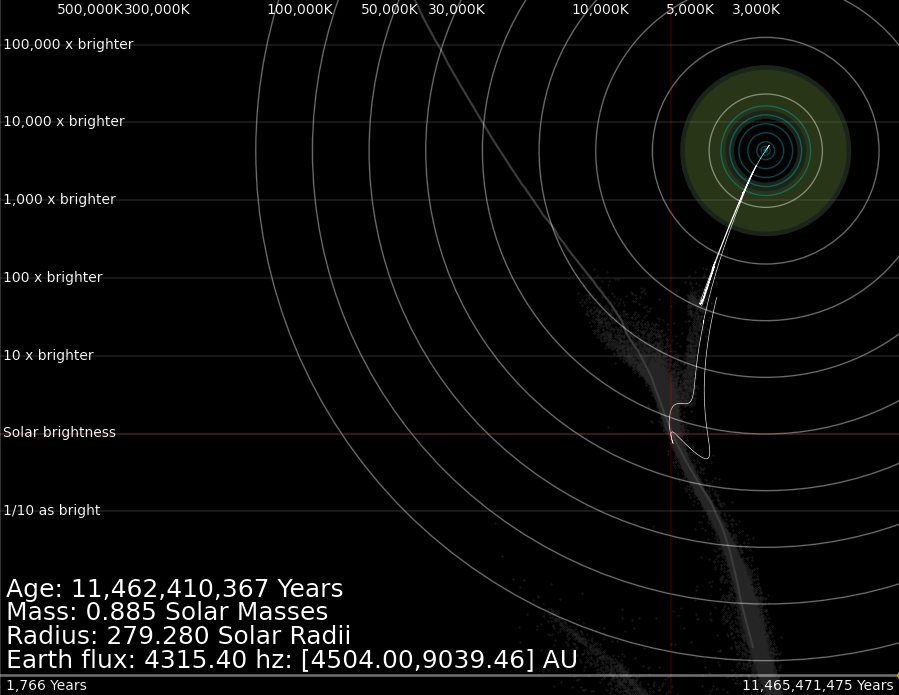 500,000K 300,000K 100,000K 50,000K 30,000K 10,000K 5,000K 3,000K
100,000 x brighter
10,000 x brighter
1,000 x brighter
100 x brighter
10 x brighter
Solar brightness
1/10 as bright
Age: 11,462,410,367 Years
Mass: 0.885 Solar Masses
Radius: 279.280 Solar Radii
Earth flux: 4315.40 hz: [4504.00,9039.46] AU
1,766 Years 11,465,471,475 Years